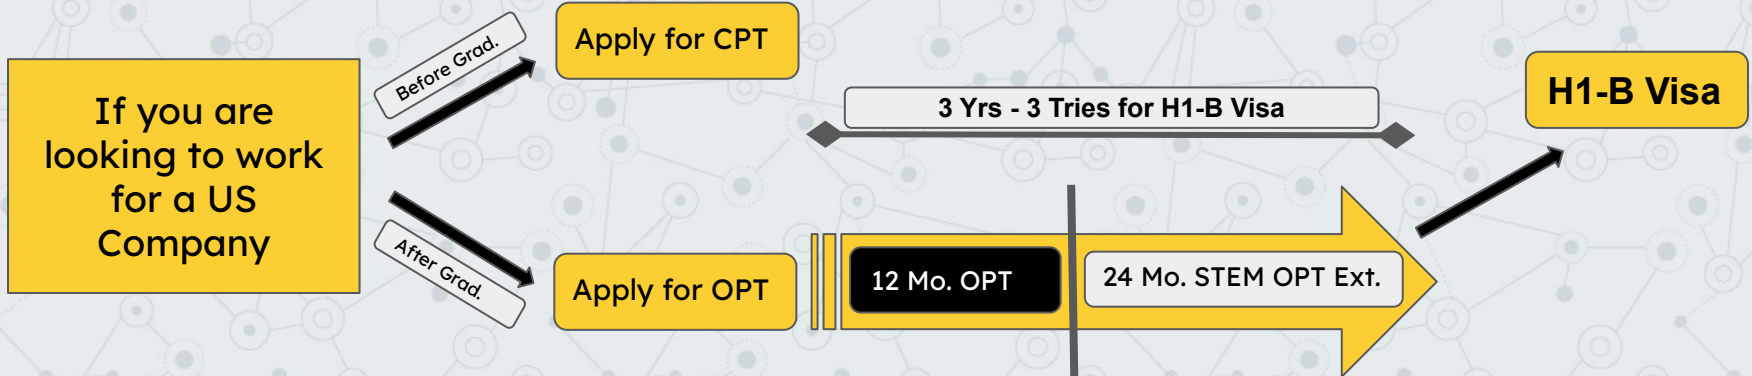 If you are
looking to work
for a US
Company
Before Grad.
Apply for CPT
After Grad.
Apply for OPT
3 Yrs - 3 Tries for H1-B Visa
12 Mo. OPT
24 Mo. STEM OPT Ext.
H1-B Visa